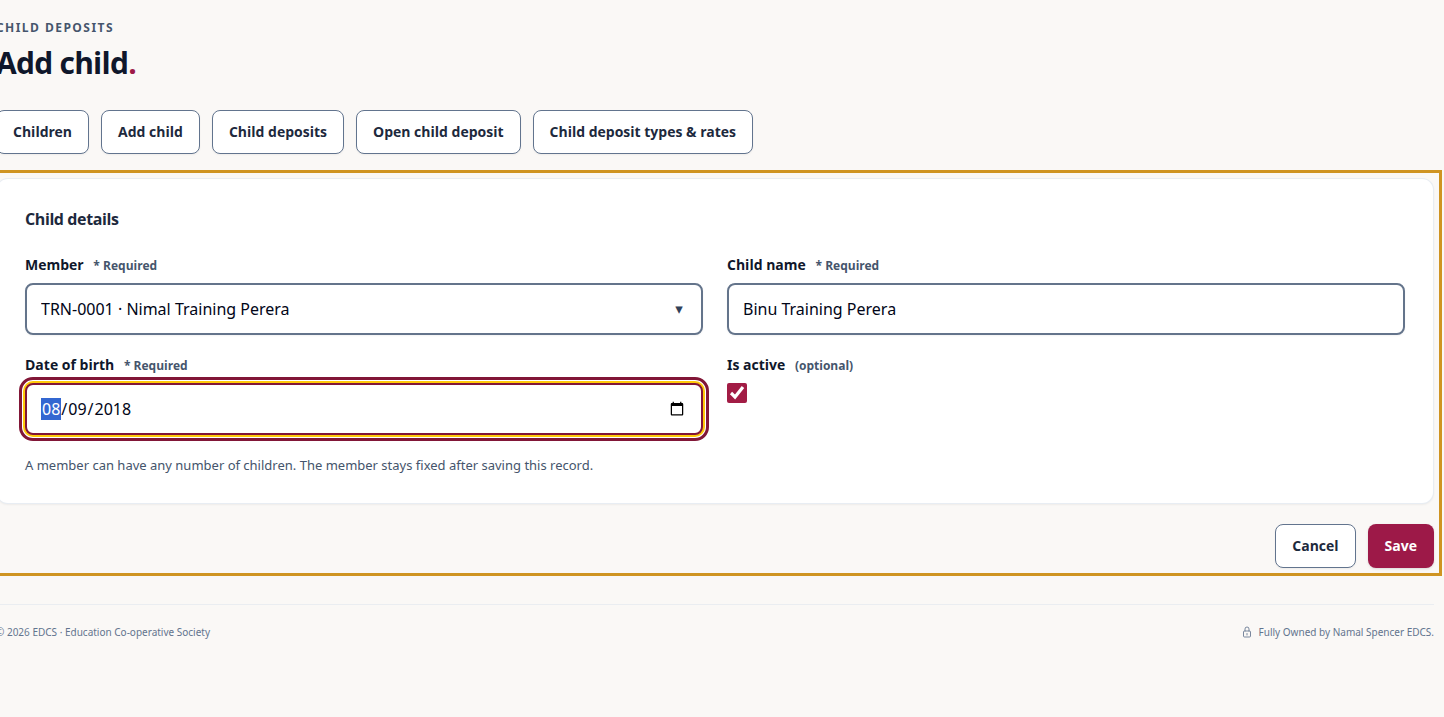 CHILD DEPOSITS
Add child.
Children Add child Child deposits Open child deposit Child deposit types & rates
Child details
Member * Required Child name * Required
TRN-0001 · Nimal Training Perera Binu Training Perera
Date of birth * Required Is active (optional)
08/09/2018
A member can have any number of children. The member stays fixed after saving this record.
Cancel Save
© 2026 EDCS · Education Co-operative Society Fully Owned by Namal Spencer EDCS.